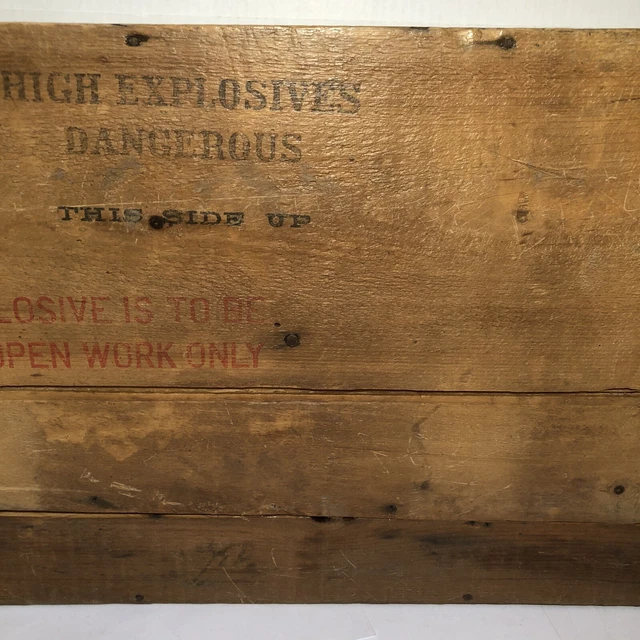 HIGH EXPLOSIVES
DANGEROUS
THIS SIDE UP
LOSIVE IS TO BE
OPEN WORK ONLY